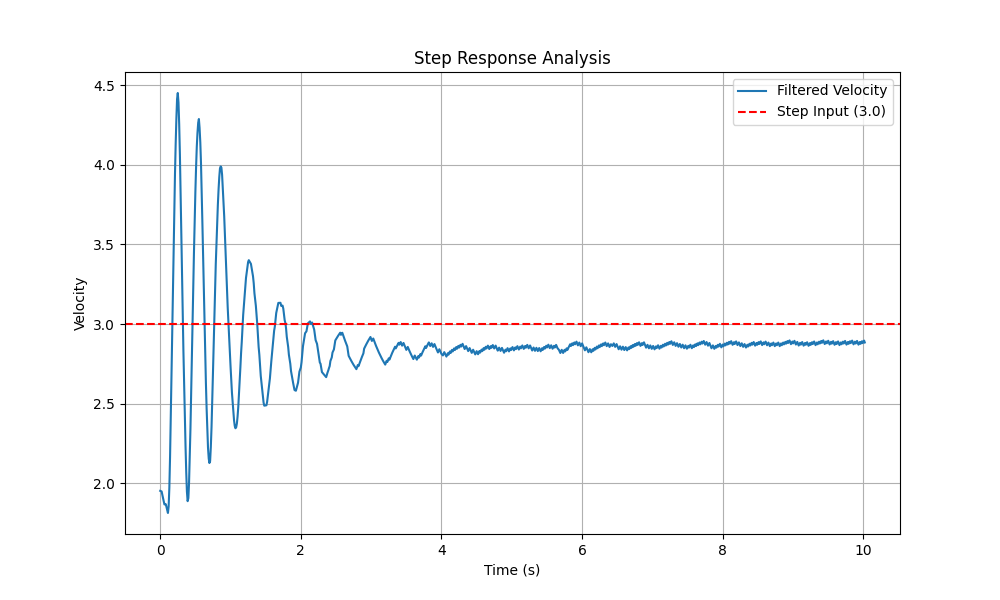 Step Response Analysis
Filtered Velocity
Step Input (3.0)
4.5
4.0
3.5
3.0
2.5
2.0
Velocity
0
2
4
6
8
10
Time (s)